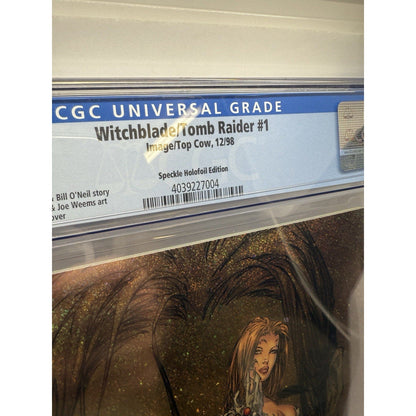 CGC UNIVERSAL GRADE
Witchblade/Tomb Raider #1
Image/Top Cow, 12/98
Speckle Holofoil Edition
4039227004
Bill O'Neil story
& Joe Weems art
over
CGC